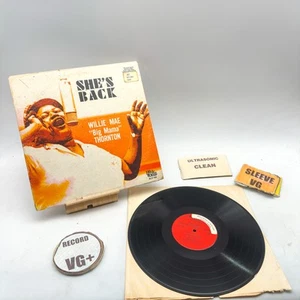 SHE'S
BACK
WILLIE MAE
"Big Mama"
THORNTON
ULTRASONIC
CLEAN
SLEEVE
VG
RECORD
VG+